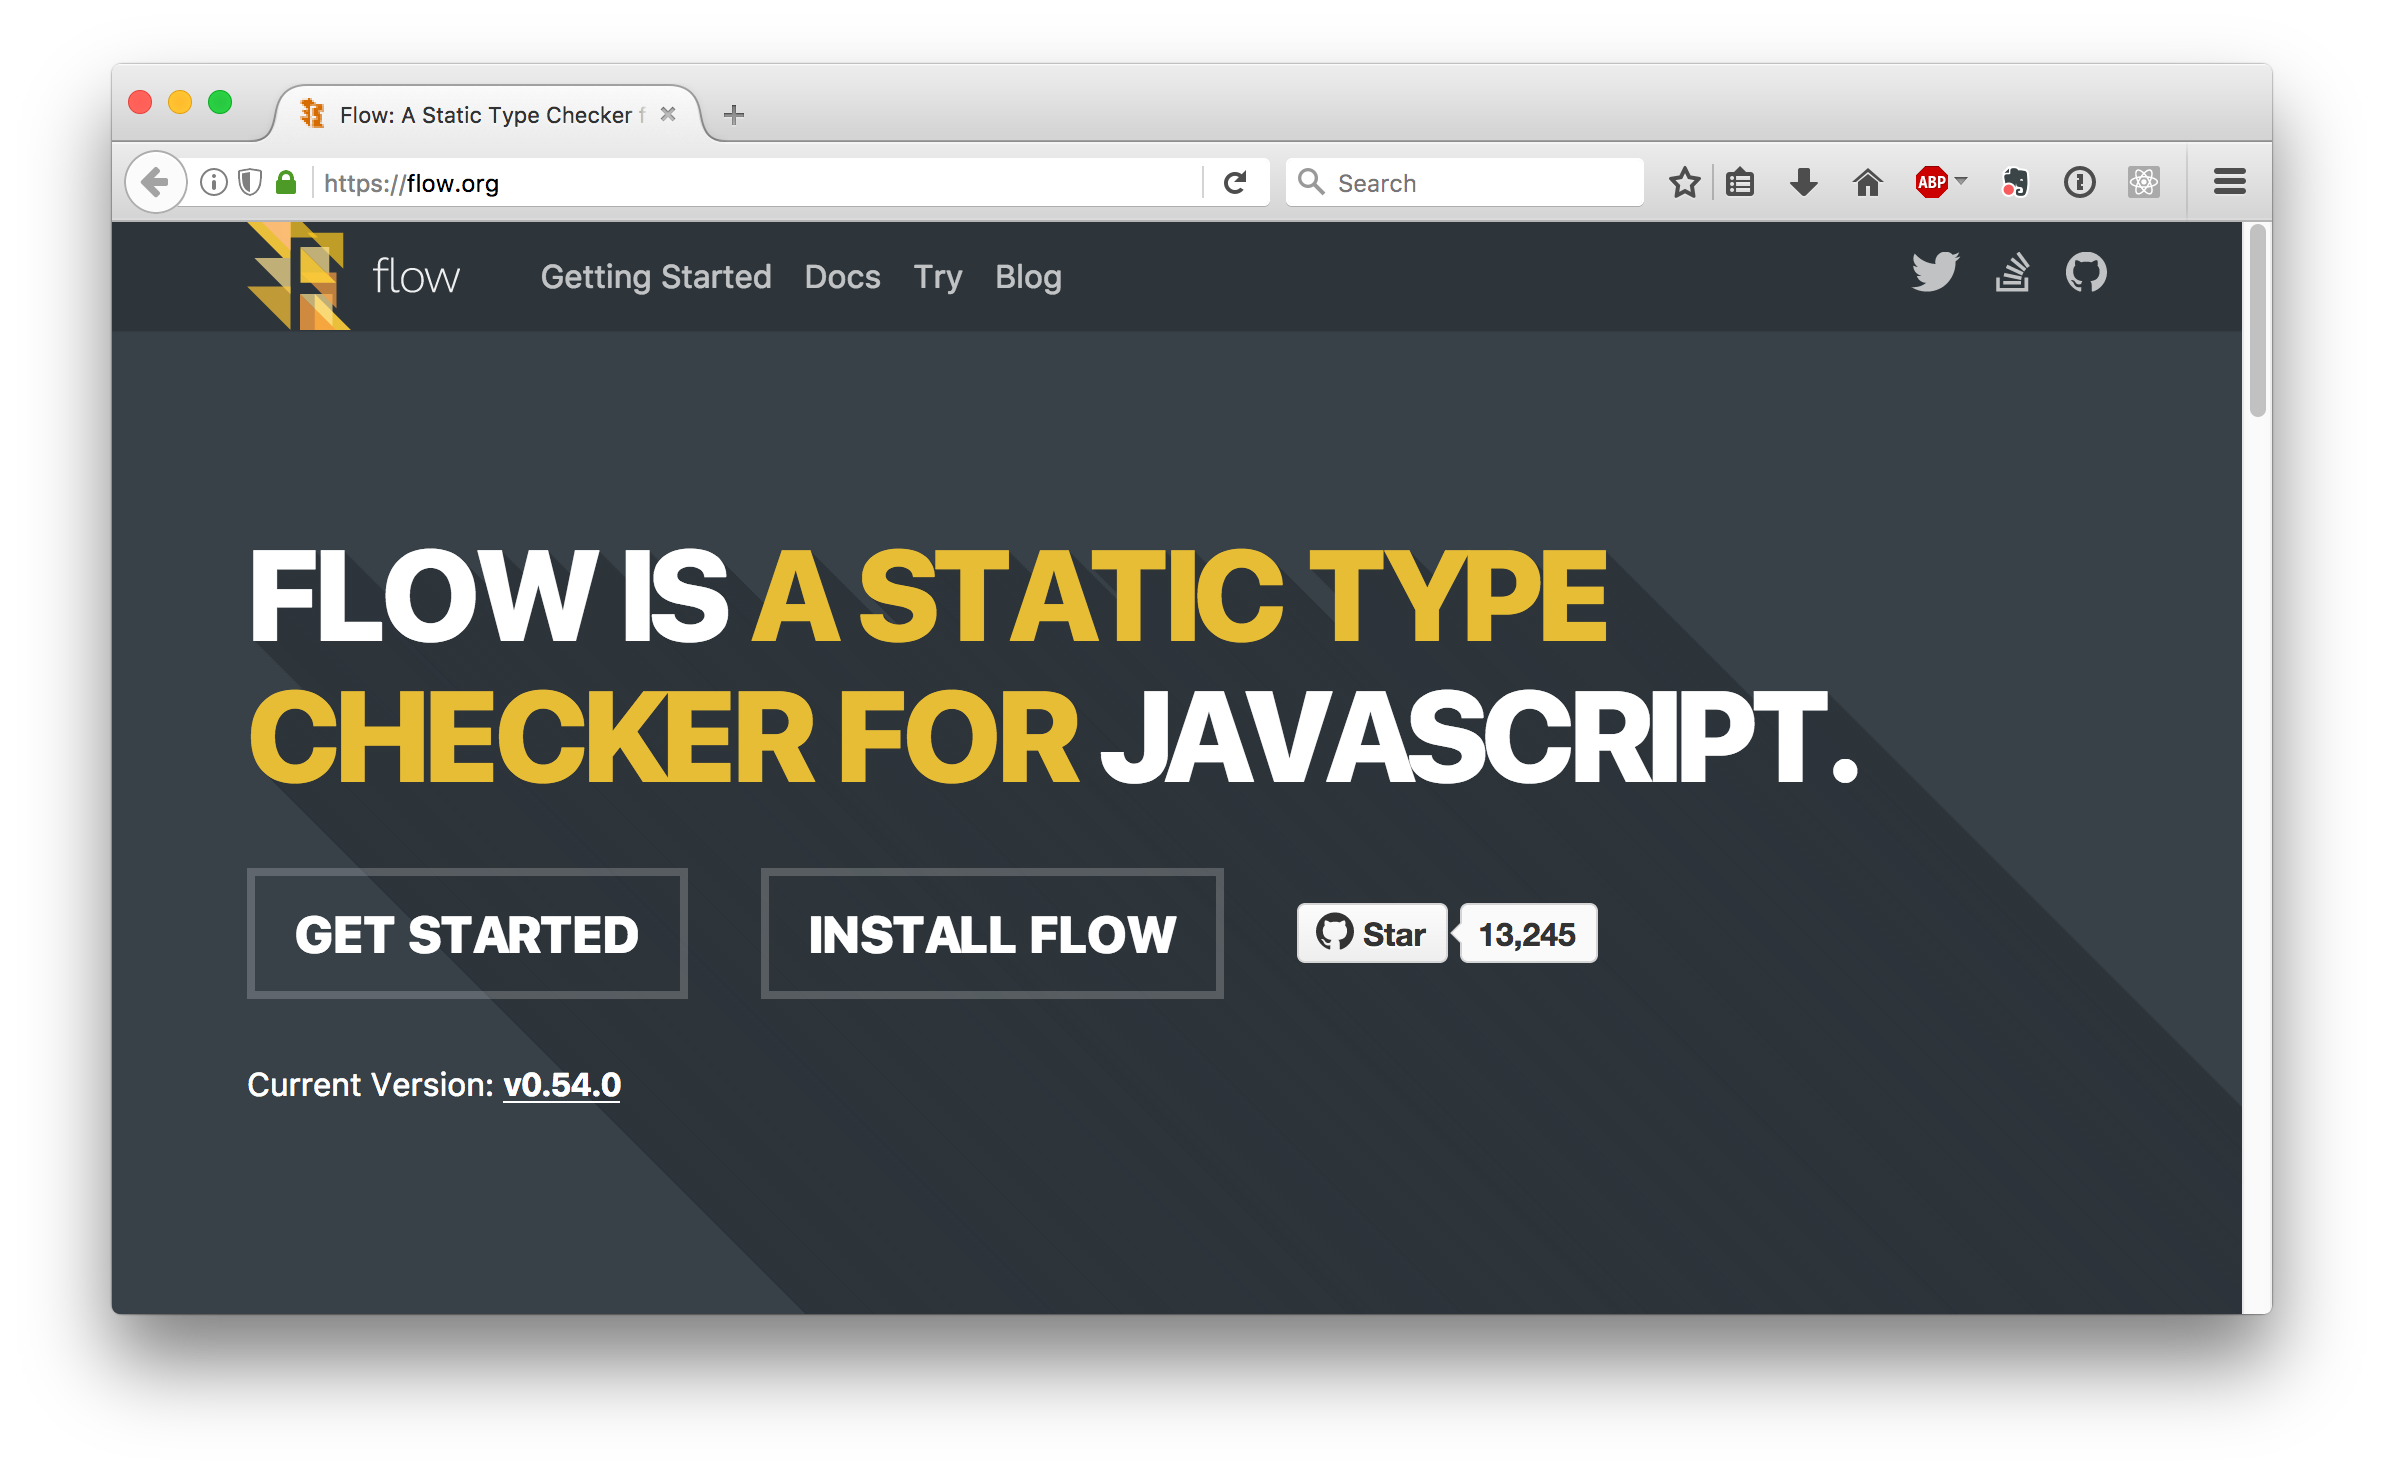 Flow: A Static Type Checker f
https://flow.org
Search
ABP
flow
Getting Started
Docs
Try
Blog
FLOW IS A STATIC TYPE
CHECKER FOR JAVASCRIPT.
GET STARTED
INSTALL FLOW
Star
13,245
Current Version: v0.54.0